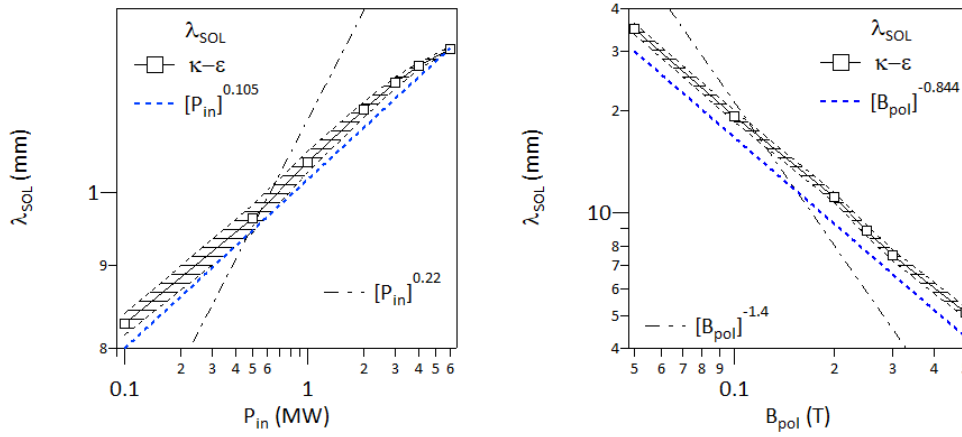 λSOL
κ−ε
[Pin]^0.105
λSOL (mm)
1
9
8
[Pin]^0.22
0.1
2
3
4
5
6
1
2
3
4
5
6
Pin (MW)
4
3
2
10
9
8
7
6
5
4
λSOL
κ−ε
[Bpol]^-0.844
λSOL (mm)
[Bpol]^-1.4
5
6
7
8
9
0.1
2
3
4
Bpol (T)